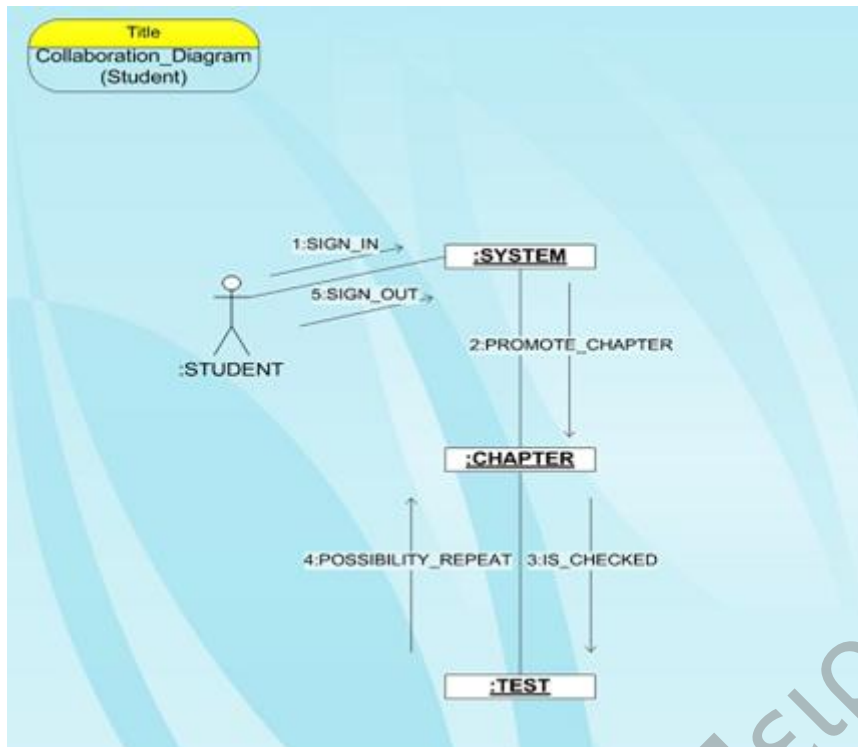 Title
Collaboration_Diagram
(Student)
1:SIGN_IN
:SYSTEM
5:SIGN_OUT
:STUDENT
2:PROMOTE_CHAPTER
:CHAPTER
4:POSSIBILITY_REPEAT
3:IS_CHECKED
:TEST